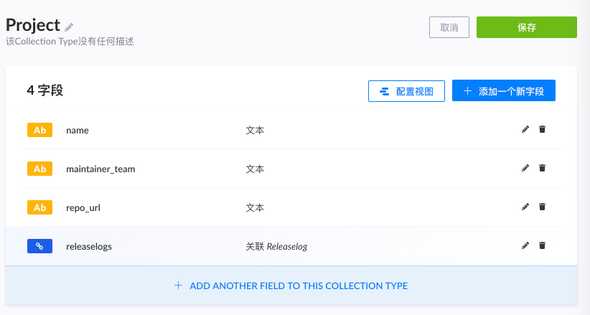 Project
该Collection Type没有任何描述
取消
保存
4 字段
配置视图
添加一个新字段
Ab name 文本
Ab maintainer_team 文本
Ab repo_url 文本
releaselogs 关联 Releaselog
ADD ANOTHER FIELD TO THIS COLLECTION TYPE